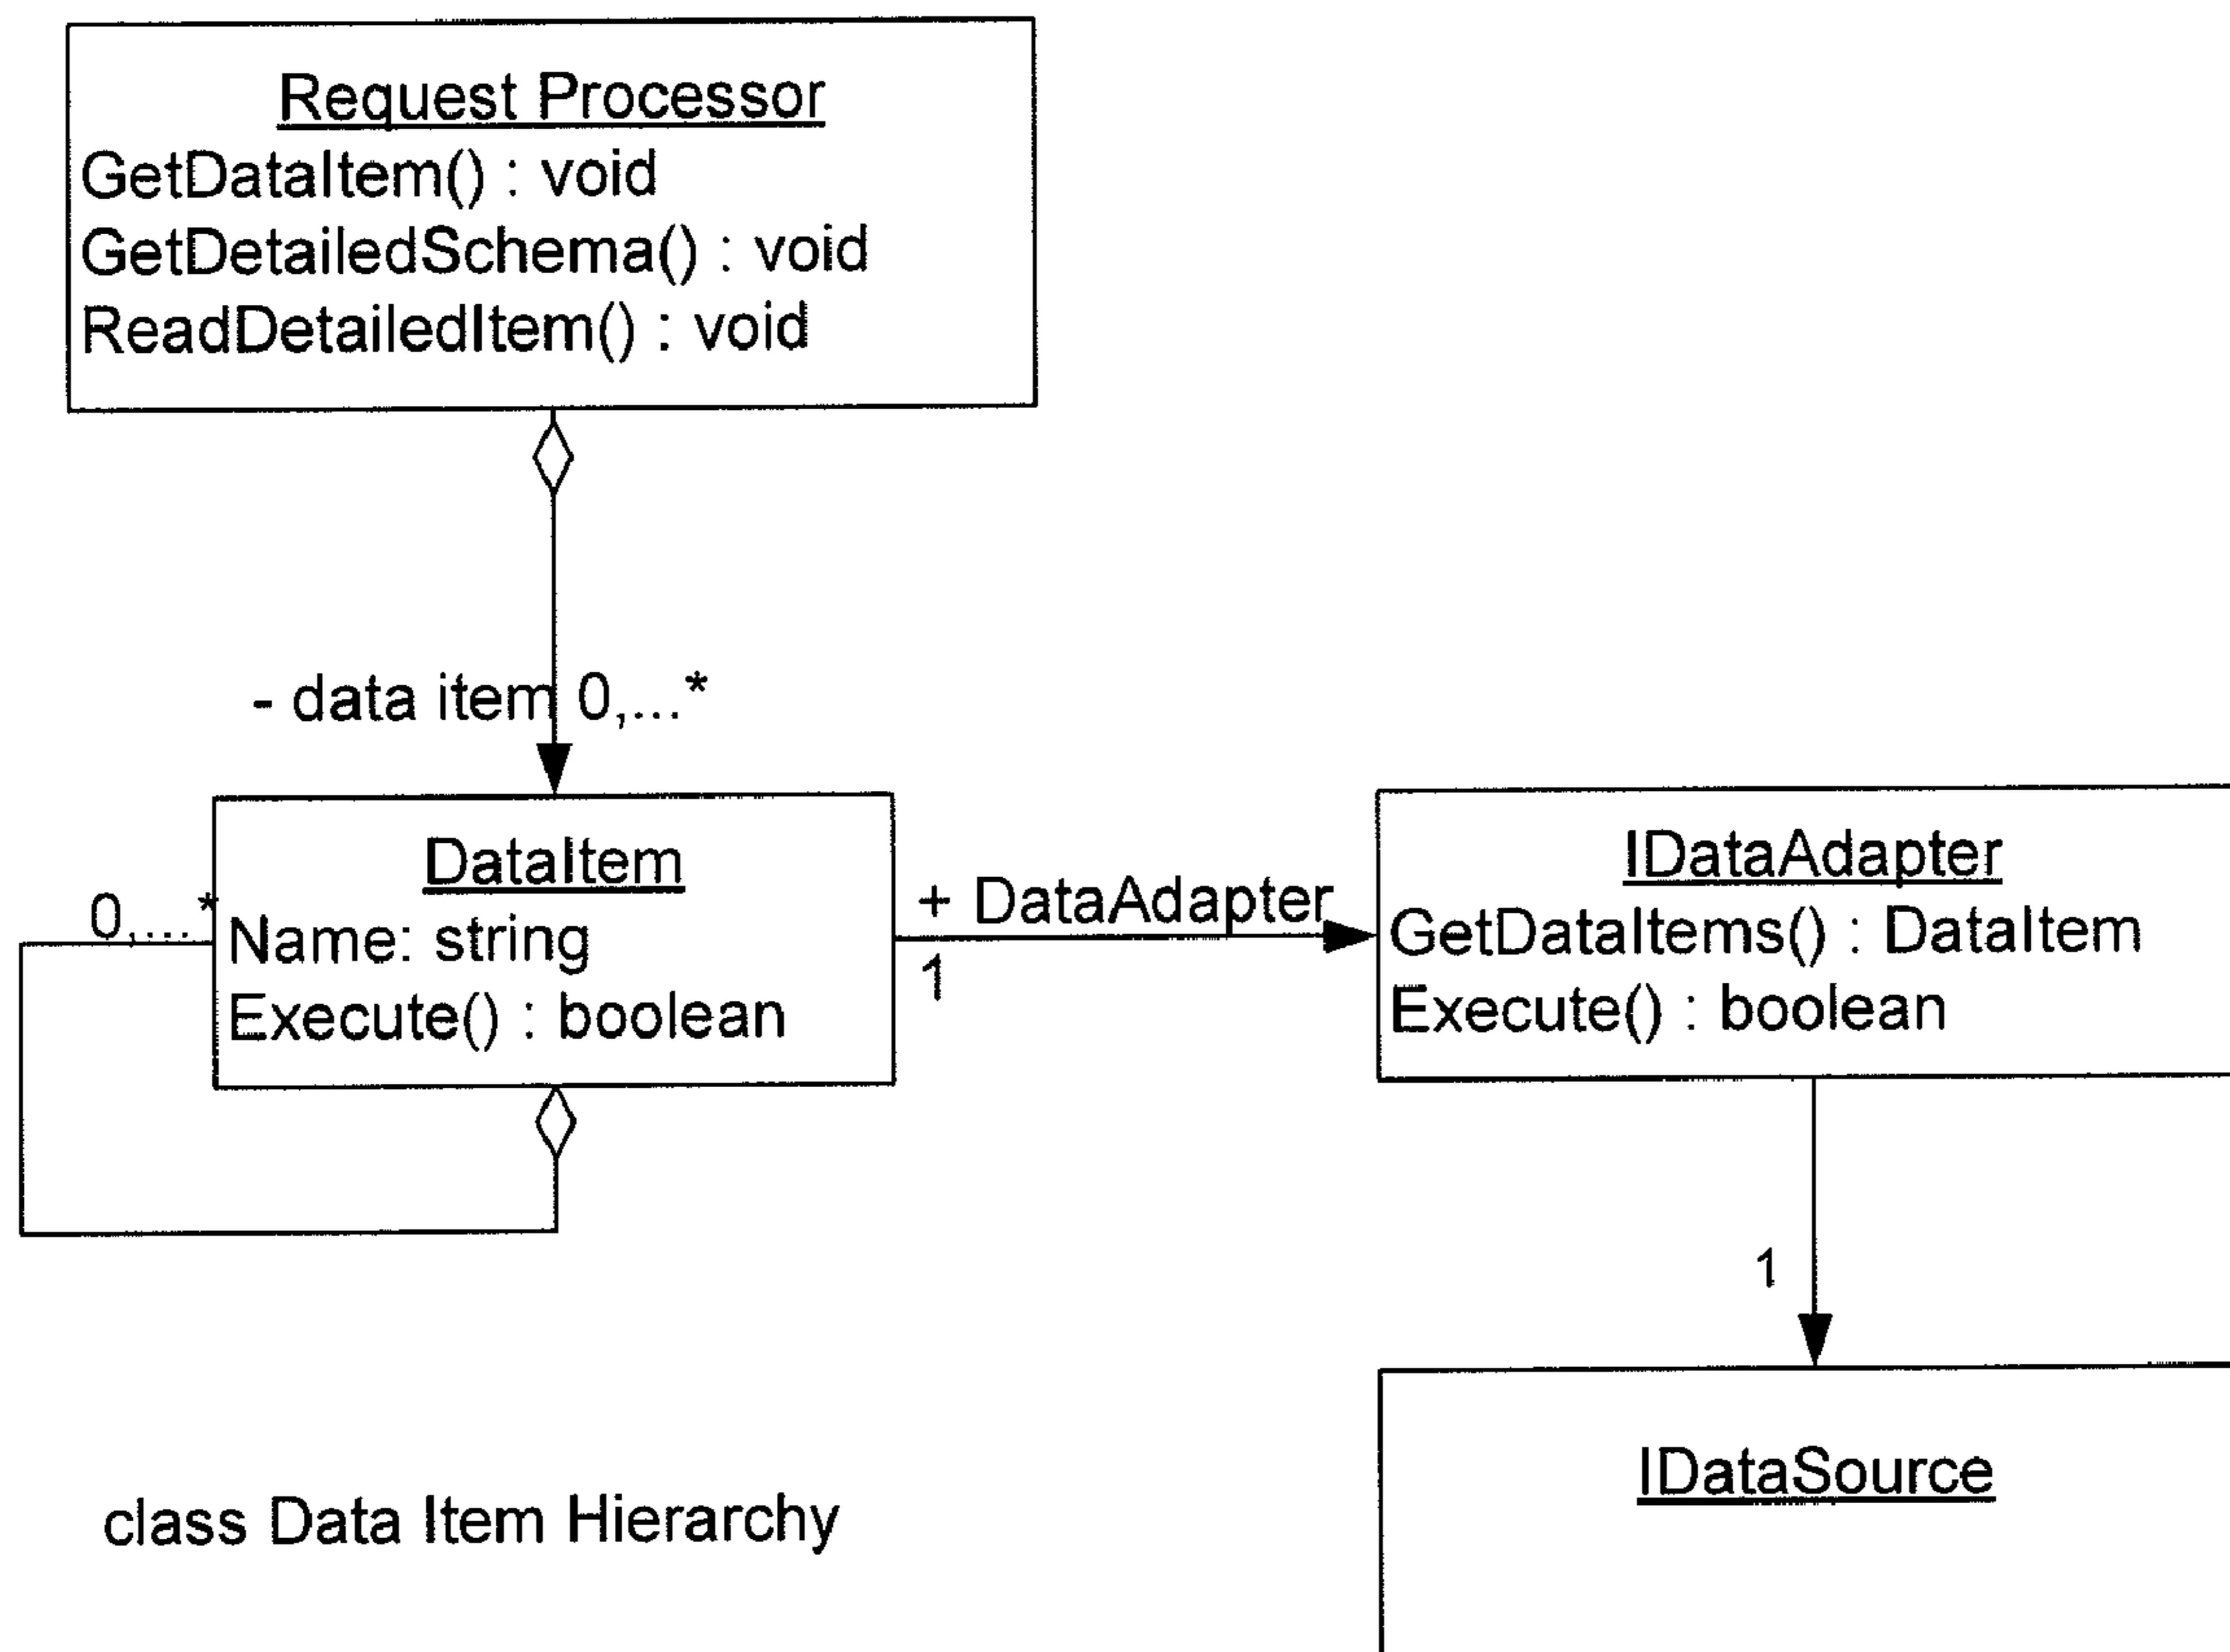 Request Processor
GetDataItem() : void
GetDetailedSchema() : void
ReadDetailedItem() : void
- data item 0,...*
DataItem
Name: string
Execute() : boolean
0,...*
+ DataAdapter
1
IDataAdapter
GetDataItems() : DataItem
Execute() : boolean
1
IDataSource
class Data Item Hierarchy